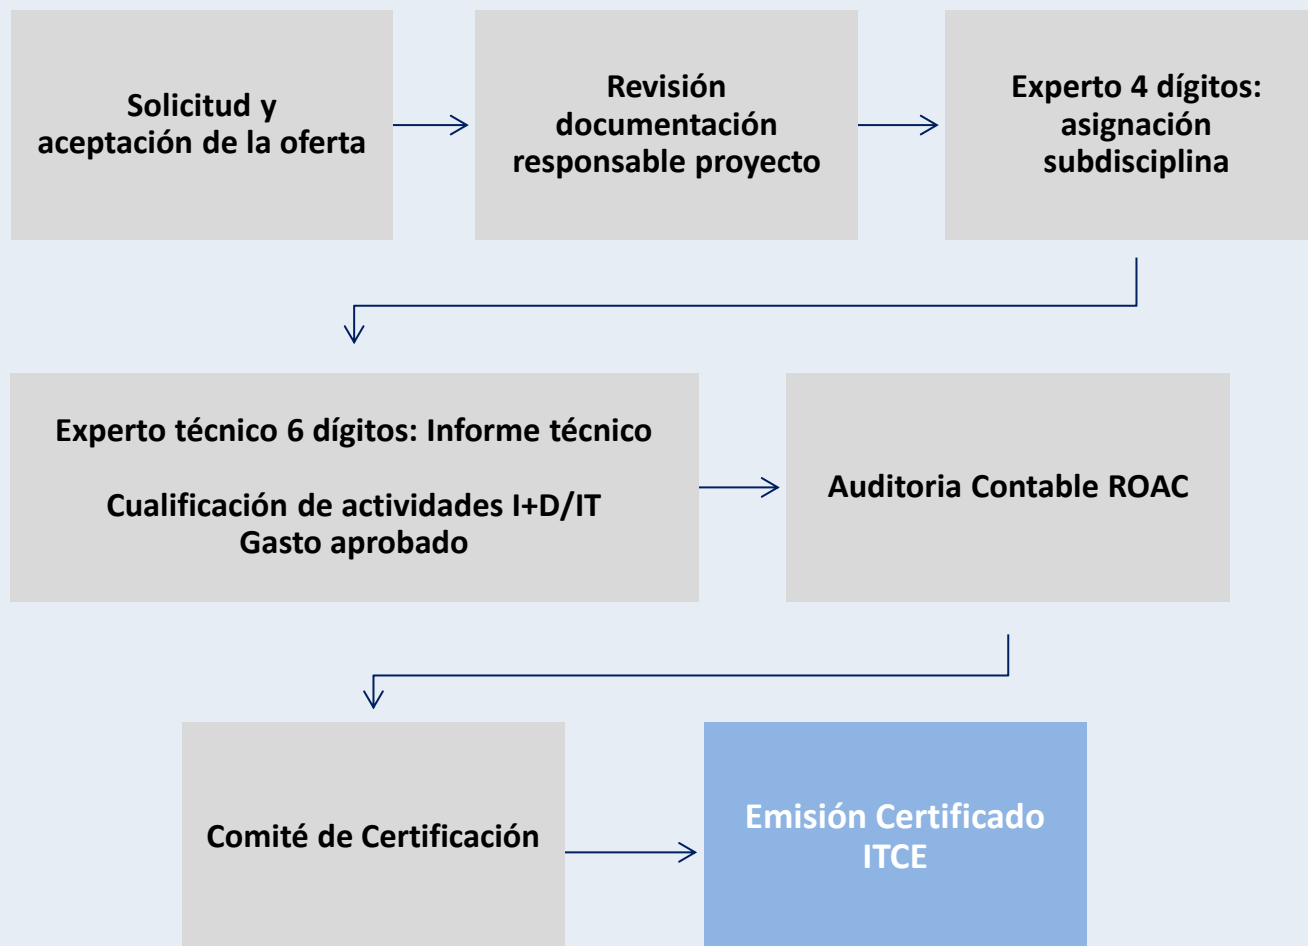 Solicitud y
aceptación de la oferta
Revisión
documentación
responsable proyecto
Experto 4 dígitos:
asignación
subdisciplina
Experto técnico 6 dígitos: Informe técnico
Cualificación de actividades I+D/IT
Gasto aprobado
Auditoria Contable ROAC
Comité de Certificación
Emisión Certificado
ITCE